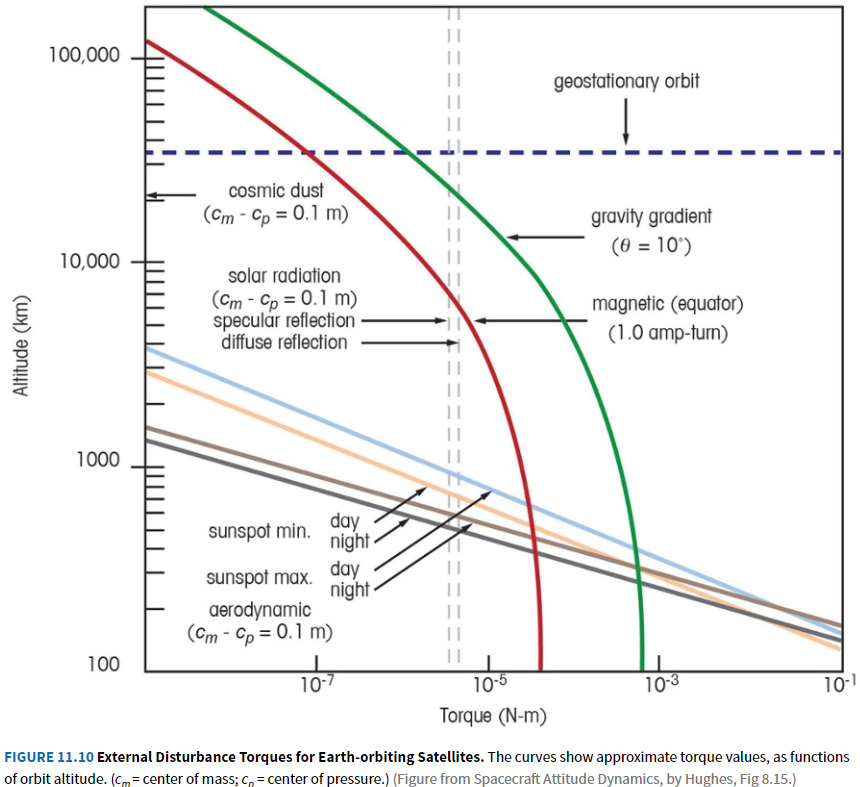 100,000
geostationary orbit
cosmic dust
(cm - cp = 0.1 m)
gravity gradient
(θ = 10°)
10,000
solar radiation
(cm - cp = 0.1 m)
specular reflection
diffuse reflection
magnetic (equator)
(1.0 amp-turn)
Altitude (km)
1000
sunspot min.
day
night
sunspot max.
day
night
aerodynamic
(cm - cp = 0.1 m)
100
10-7
10-5
10-3
10-1
Torque (N-m)
FIGURE 11.10 External Disturbance Torques for Earth-orbiting Satellites. The curves show approximate torque values, as functions
of orbit altitude. (cm = center of mass; cp = center of pressure.) (Figure from Spacecraft Attitude Dynamics, by Hughes, Fig 8.15.)